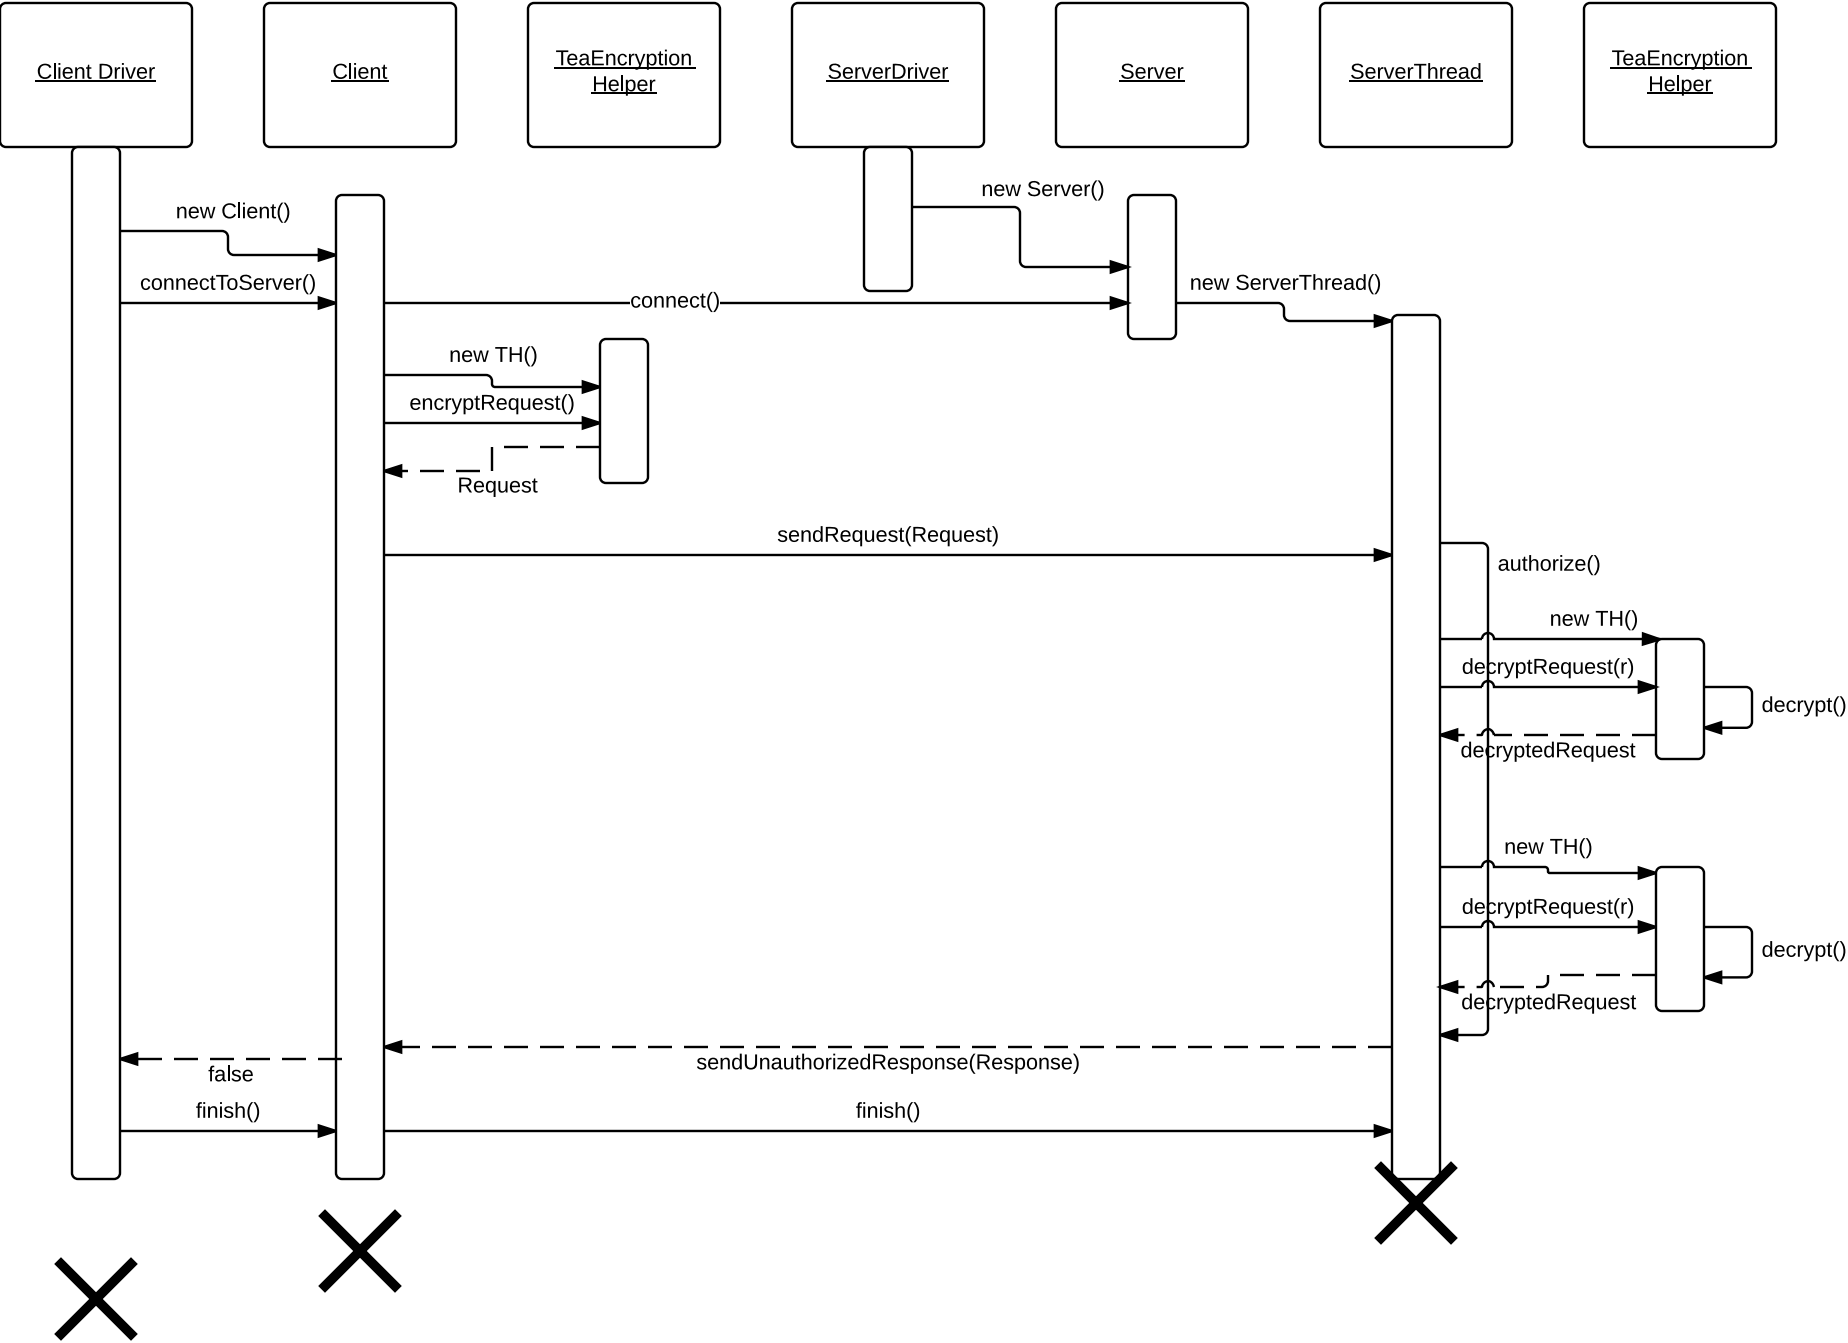 Client Driver
Client
TeaEncryption
Helper
ServerDriver
Server
ServerThread
TeaEncryption
Helper
new Server()
new Client()
connectToServer()
connect()
new ServerThread()
new TH()
encryptRequest()
Request
sendRequest(Request)
authorize()
new TH()
decryptRequest(r)
decrypt()
decryptedRequest
new TH()
decryptRequest(r)
decrypt()
decryptedRequest
sendUnauthorizedResponse(Response)
false
finish()
finish()